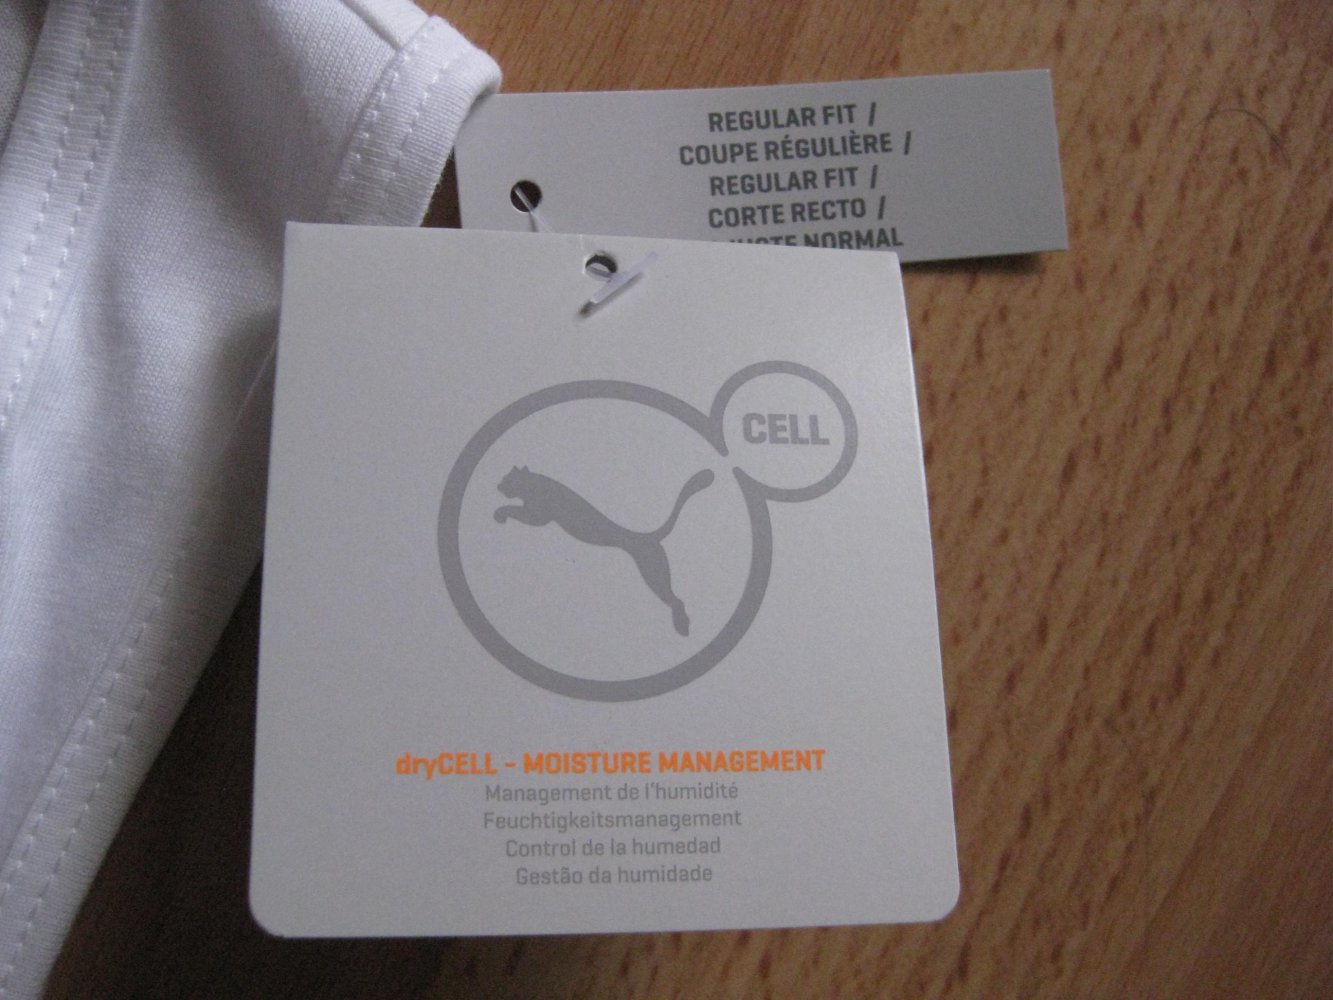 REGULAR FIT /
COUPE RÉGULIÈRE /
REGULAR FIT /
CORTE RECTO /
NORMAL
CELL
dryCELL - MOISTURE MANAGEMENT
Management de l'humidité
Feuchtigkeitsmanagement
Control de la humedad
Gestão da humidade